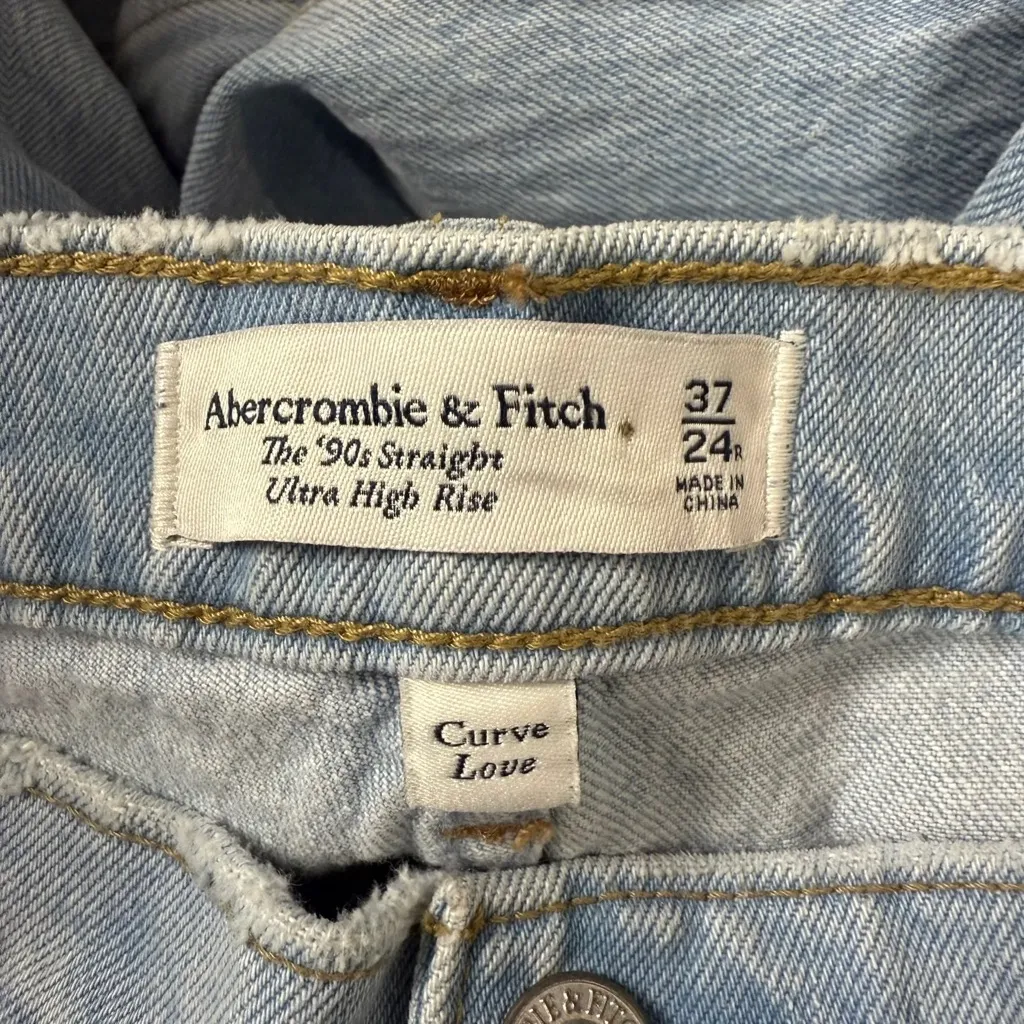 Abercrombie & Fitch
The '90s Straight
Ultra High Rise
37
24R
MADE IN
CHINA
Curve
Love